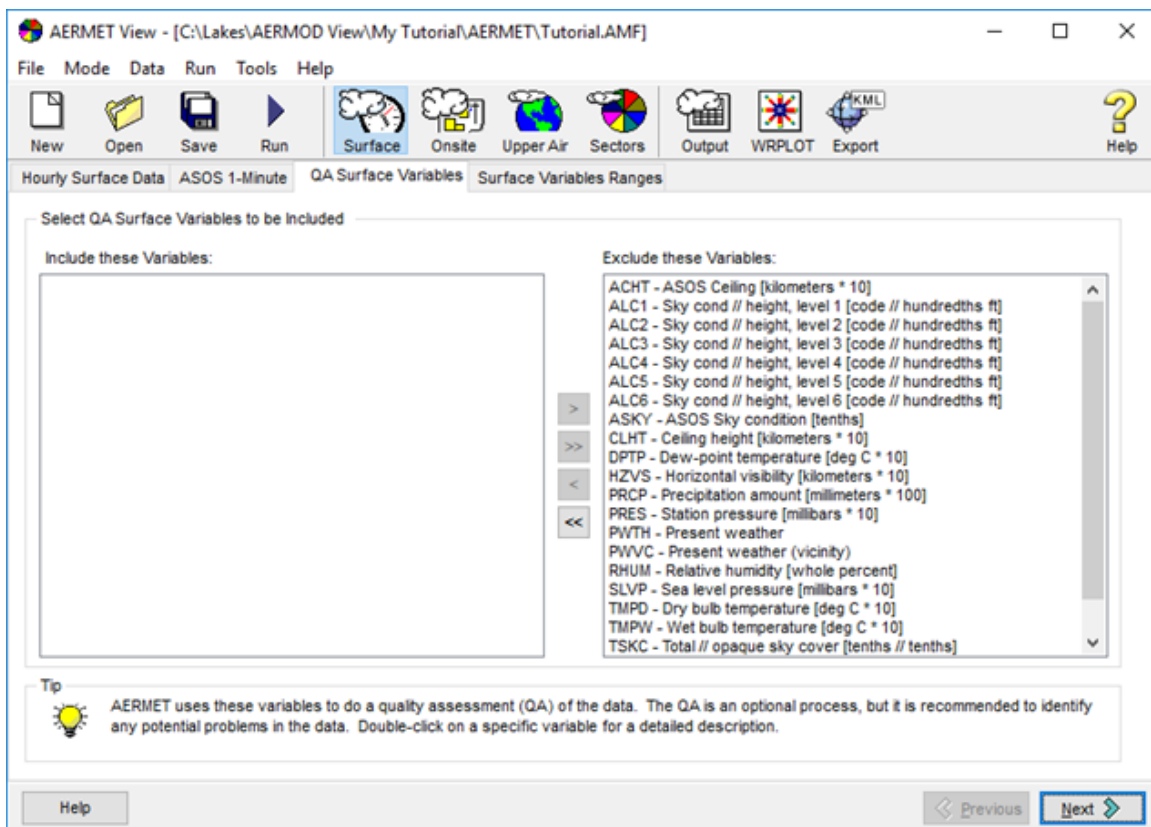 AERMET View - [C:\Lakes\AERMOD View\My Tutorial\AERMET\Tutorial.AMF]
File Mode Data Run Tools Help
New Open Save Run Surface Onsite Upper Air Sectors Output WRPLOT KML Export Help
Hourly Surface Data ASOS 1-Minute QA Surface Variables Surface Variables Ranges
Select QA Surface Variables to be Included
Include these Variables:
Exclude these Variables:
ACHT - ASOS Ceiling [kilometers * 10]
ALC1 - Sky cond // height, level 1 [code // hundredths ft]
ALC2 - Sky cond // height, level 2 [code // hundredths ft]
ALC3 - Sky cond // height, level 3 [code // hundredths ft]
ALC4 - Sky cond // height, level 4 [code // hundredths ft]
ALC5 - Sky cond // height, level 5 [code // hundredths ft]
ALC6 - Sky cond // height, level 6 [code // hundredths ft]
ASKY - ASOS Sky condition [tenths]
CLHT - Ceiling height [kilometers * 10]
DPTP - Dew-point temperature [deg C * 10]
HZVS - Horizontal visibility [kilometers * 10]
PRCP - Precipitation amount [millimeters * 100]
PRES - Station pressure [millibars * 10]
PWTH - Present weather
PWVC - Present weather (vicinity)
RHUM - Relative humidity [whole percent]
SLVP - Sea level pressure [millibars * 10]
TMPD - Dry bulb temperature [deg C * 10]
TMPW - Wet bulb temperature [deg C * 10]
TSKC - Total // opaque sky cover [tenths // tenths]
>
>>
<
<<
Tip
AERMET uses these variables to do a quality assessment (QA) of the data. The QA is an optional process, but it is recommended to identify
any potential problems in the data. Double-click on a specific variable for a detailed description.
Help Previous Next